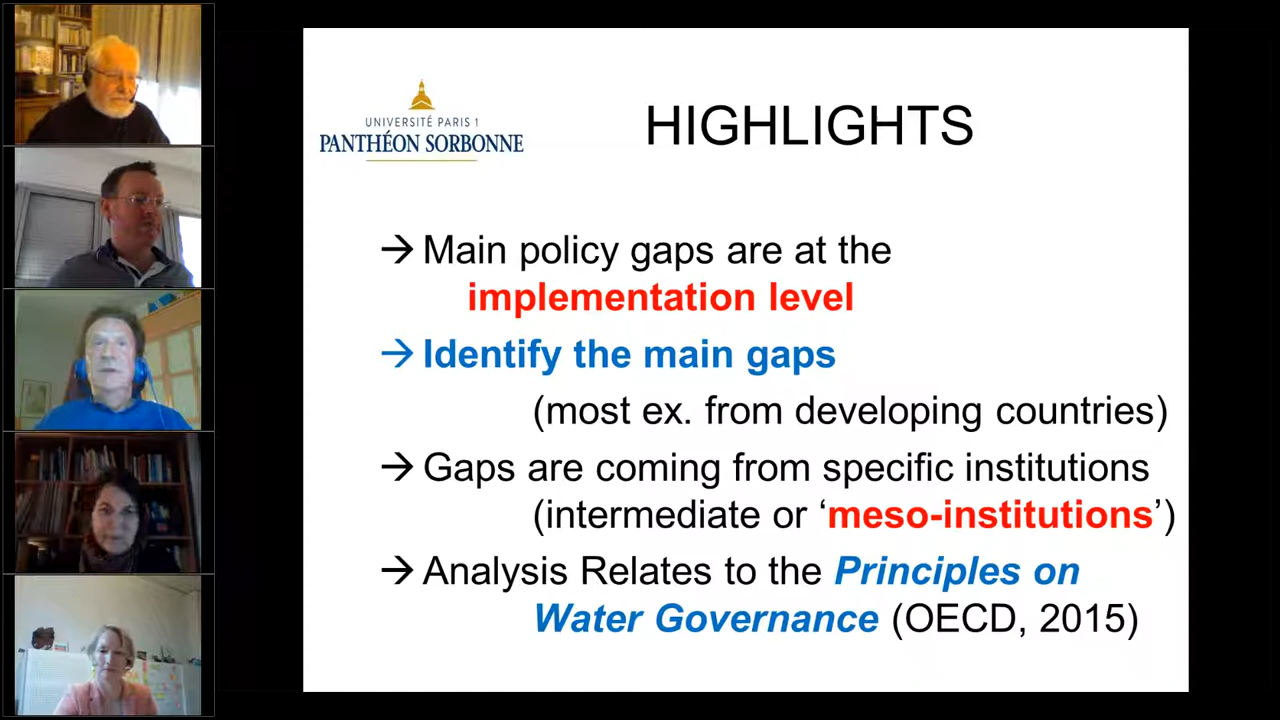 UNIVERSITÉ PARIS 1
PANTHÉON SORBONNE
HIGHLIGHTS
→ Main policy gaps are at the
implementation level
→ Identify the main gaps
(most ex. from developing countries)
→ Gaps are coming from specific institutions
(intermediate or ‘meso-institutions’)
→ Analysis Relates to the Principles on
Water Governance (OECD, 2015)